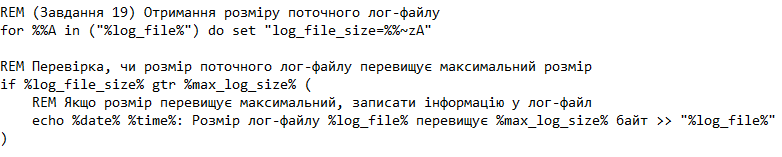 REM (Завдання 19) Отримання розміру поточного лог-файлу
for %%A in ("%log_file%") do set "log_file_size=%%~zA"
REM Перевірка, чи розмір поточного лог-файлу перевищує максимальний розмір
if %log_file_size% gtr %max_log_size% (
    REM Якщо розмір перевищує максимальний, записати інформацію у лог-файл
    echo %date% %time%: Розмір лог-файлу %log_file% перевищує %max_log_size% байт >> "%log_file%"
)